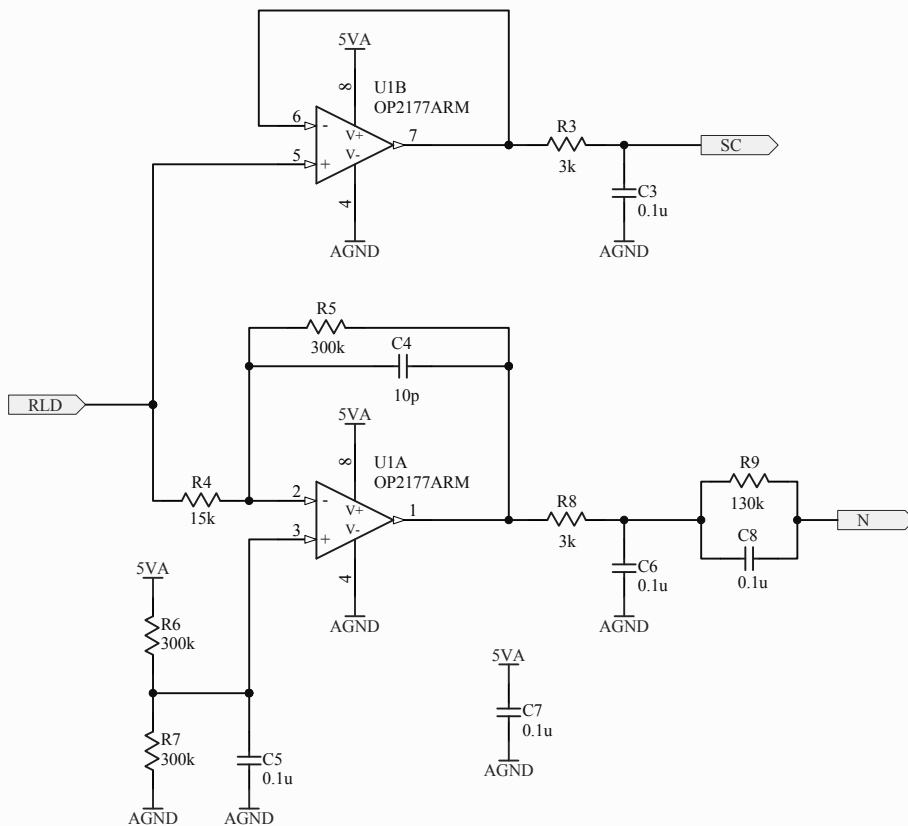 5VA
8
U1B
OP2177ARM
6
-
V+
7
5
+
V-
4
AGND
R3
3k
SC
C3
0.1u
AGND
R5
300k
C4
10p
RLD
5VA
8
U1A
OP2177ARM
R4
15k
2
-
V+
1
3
+
V-
4
AGND
R8
3k
C6
0.1u
AGND
R9
130k
C8
0.1u
N
5VA
R6
300k
R7
300k
C5
0.1u
AGND
AGND
5VA
C7
0.1u
AGND